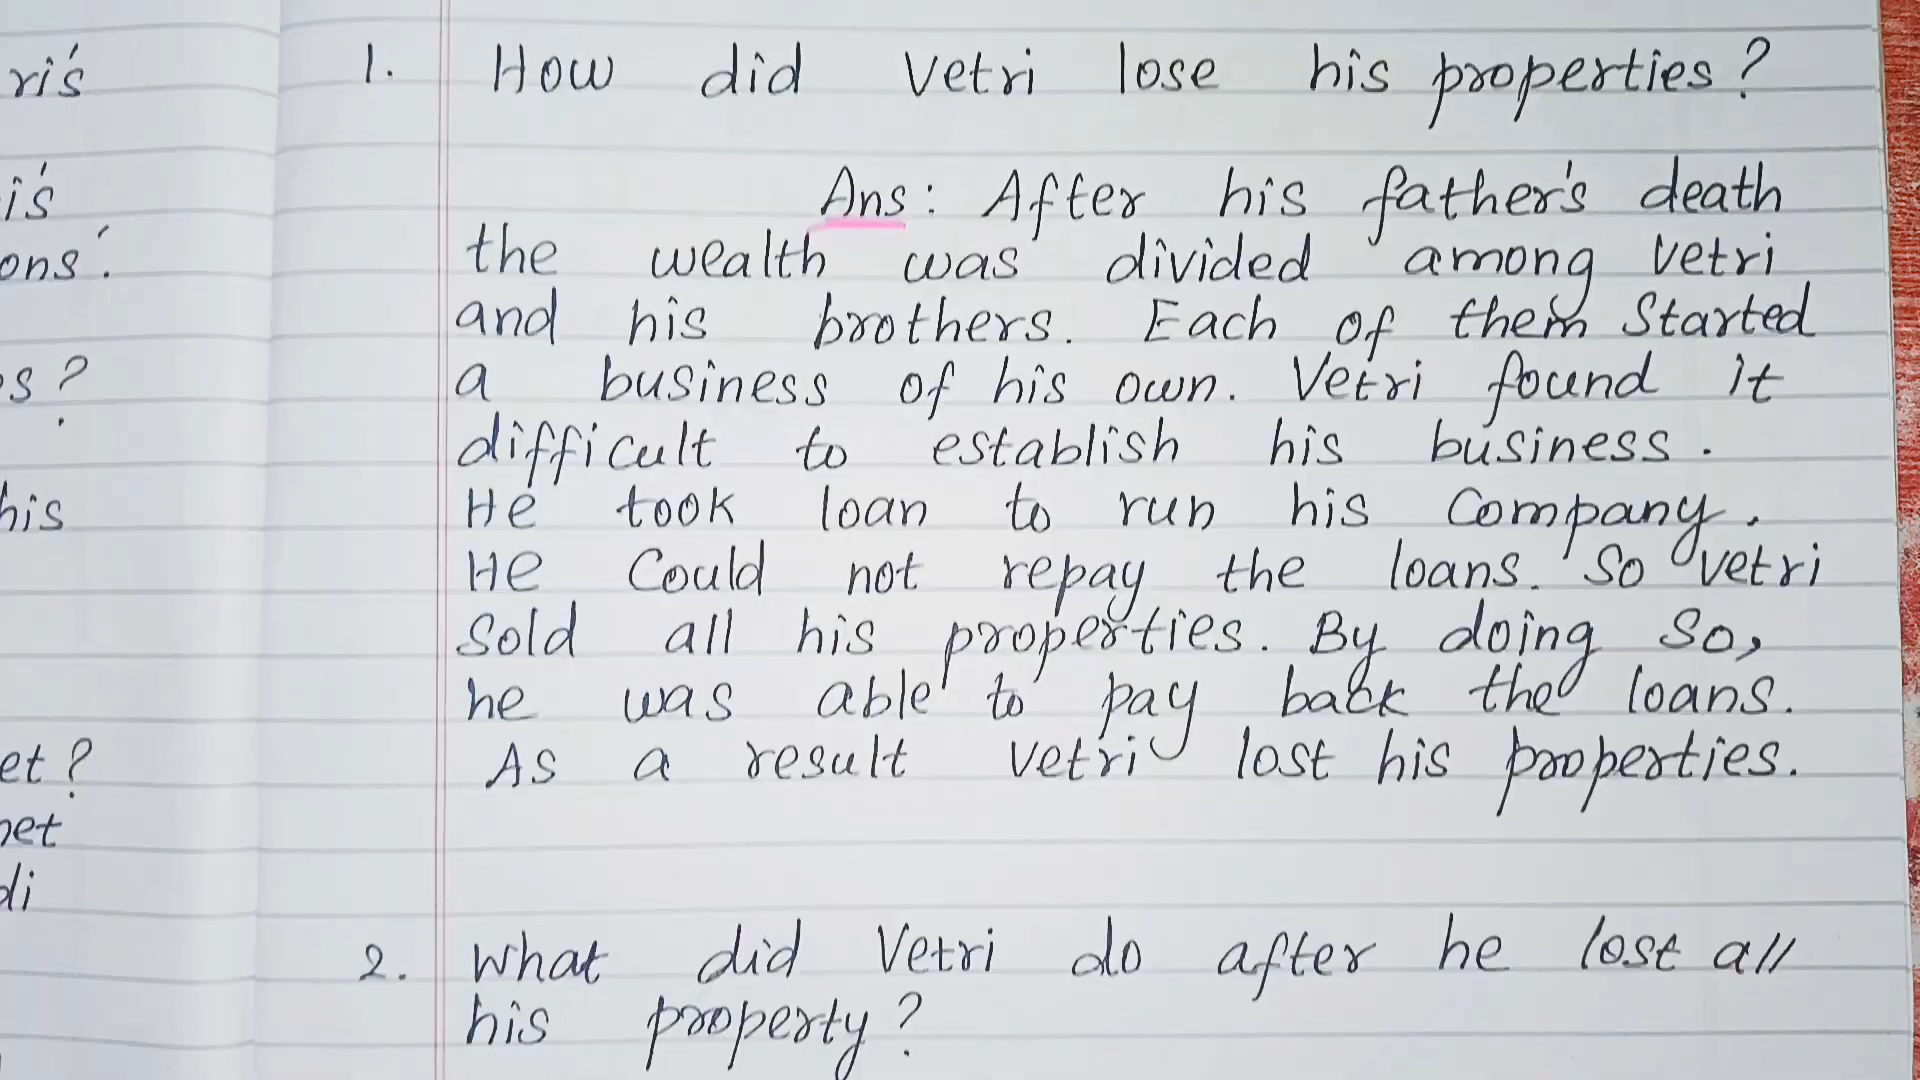 ri's
is
ons.
s?
his
et?
et
di
1. How did Vetri lose his properties?
Ans: After his father's death
the wealth was divided among Vetri
and his brothers. Each of them Started
a business of his own. Vetri found it
difficult to establish his business.
He took loan to run his Company.
He Could not repay the loans. So Vetri
Sold all his properties. By doing So,
he was able to pay back the loans.
As a result Vetri lost his properties.
2. What did Vetri do after he lost all
his property?